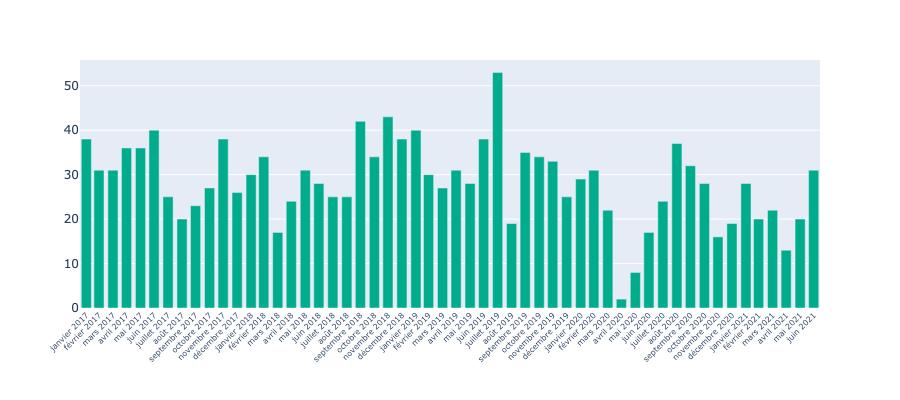 50
40
30
20
10
0
janvier 2017
février 2017
mars 2017
avril 2017
mai 2017
juin 2017
juillet 2017
août 2017
septembre 2017
octobre 2017
novembre 2017
décembre 2017
janvier 2018
février 2018
mars 2018
avril 2018
mai 2018
juin 2018
juillet 2018
août 2018
septembre 2018
octobre 2018
novembre 2018
décembre 2018
janvier 2019
février 2019
mars 2019
avril 2019
mai 2019
juin 2019
juillet 2019
août 2019
septembre 2019
octobre 2019
novembre 2019
décembre 2019
janvier 2020
février 2020
mars 2020
avril 2020
mai 2020
juin 2020
juillet 2020
août 2020
septembre 2020
octobre 2020
novembre 2020
décembre 2020
janvier 2021
février 2021
mars 2021
avril 2021
mai 2021
juin 2021